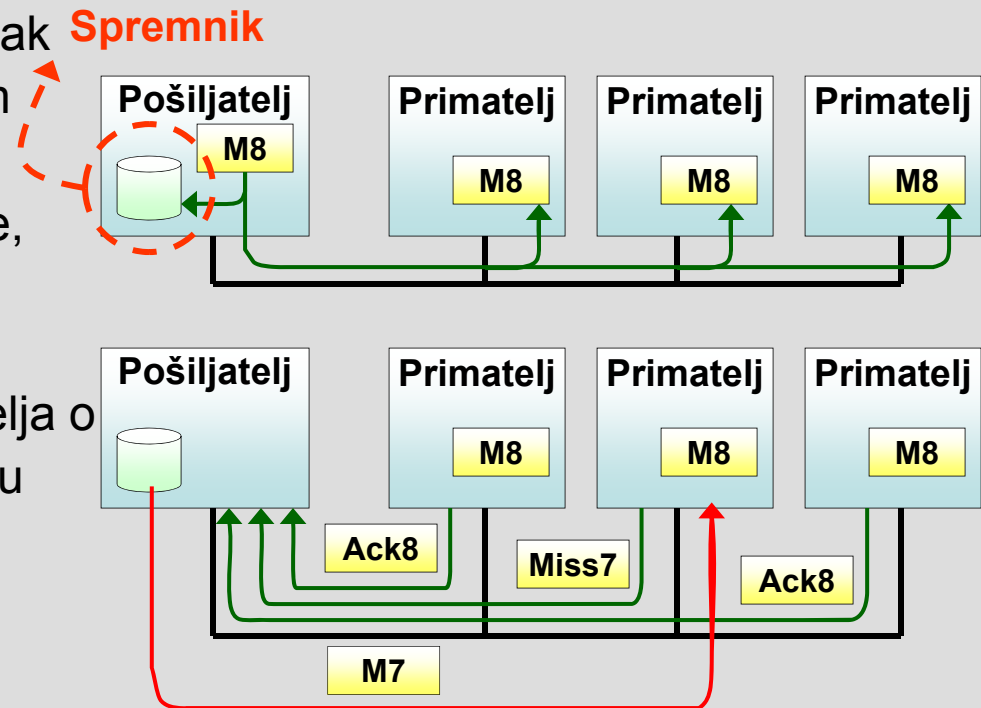 ak Spremnik
Pošiljatelj Primatelj Primatelj Primatelj
M8
M8 M8 M8
e,
Pošiljatelj Primatelj Primatelj Primatelj
elja o
M8 M8 M8
u
Ack8 Miss7 Ack8
M7